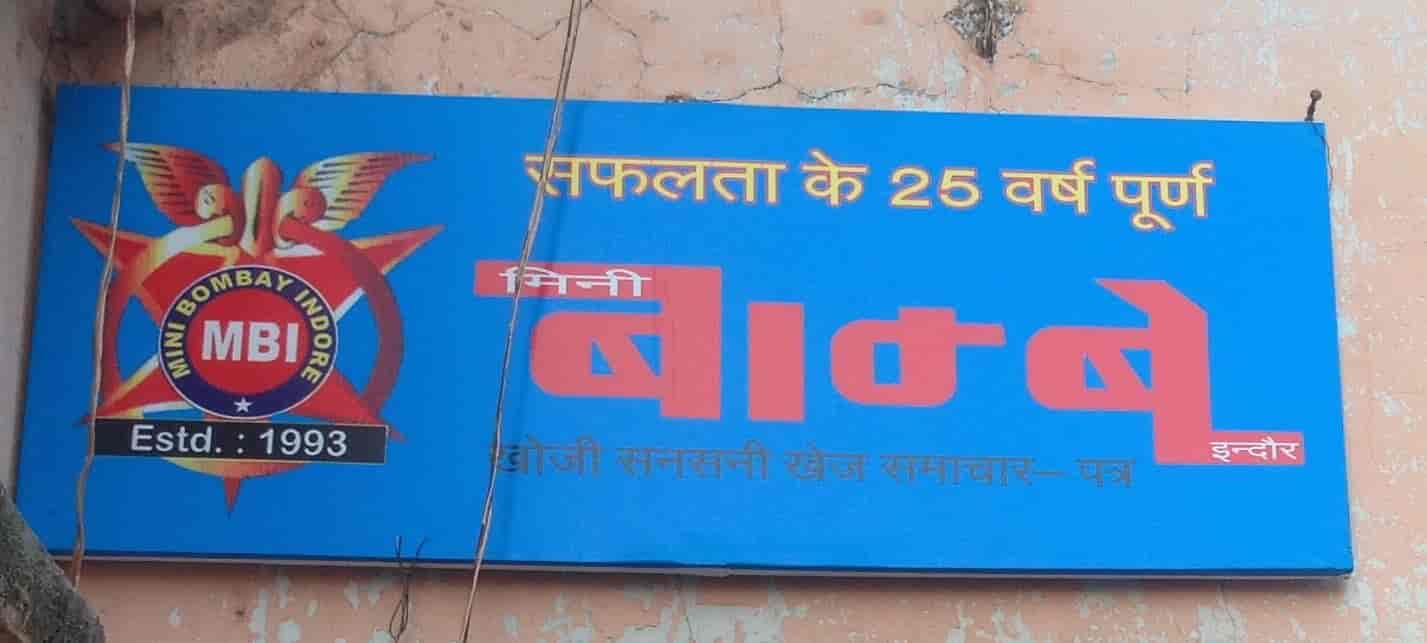 सफलता के 25 वर्ष पूर्ण
मिनी
बाम्बे
इन्दौर
खोजी सनसनी खेज समाचार– पत्र
MINI BOMBAY INDORE
MBI
Estd. : 1993